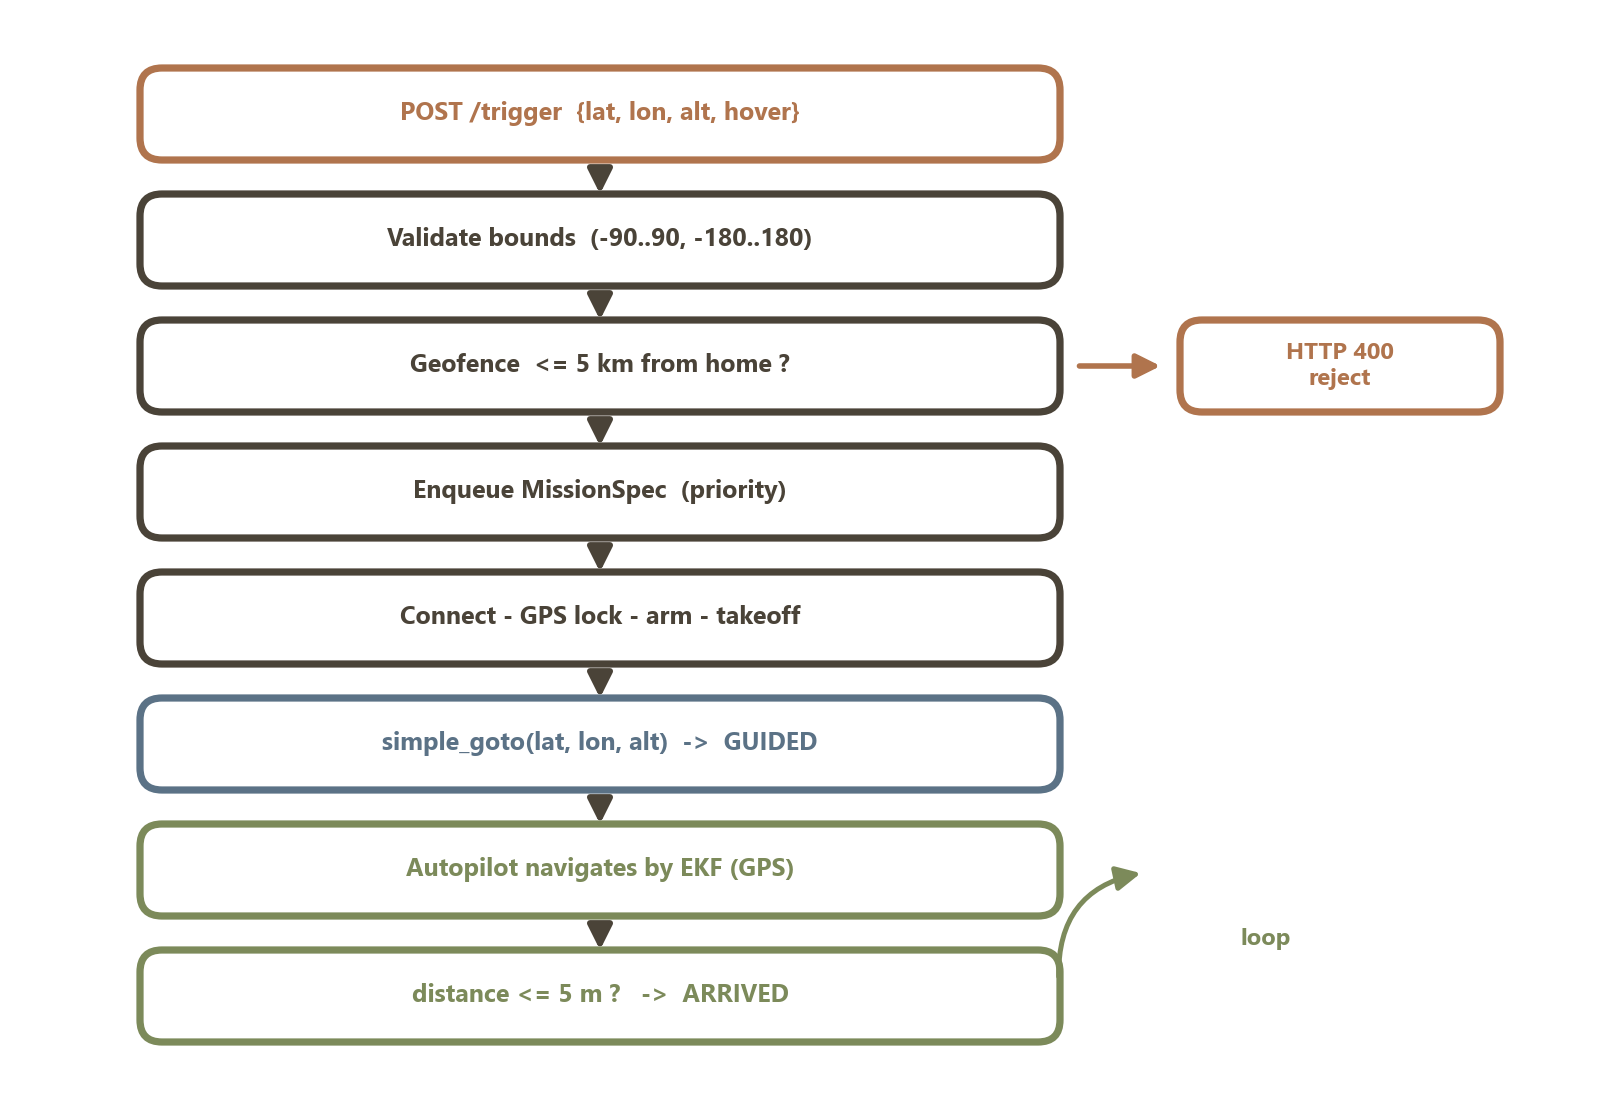 POST /trigger  {lat, lon, alt, hover}
Validate bounds  (-90..90, -180..180)
Geofence  <= 5 km from home ?
HTTP 400
reject
Enqueue MissionSpec  (priority)
Connect - GPS lock - arm - takeoff
simple_goto(lat, lon, alt)  ->  GUIDED
Autopilot navigates by EKF (GPS)
loop
distance <= 5 m ?   ->  ARRIVED